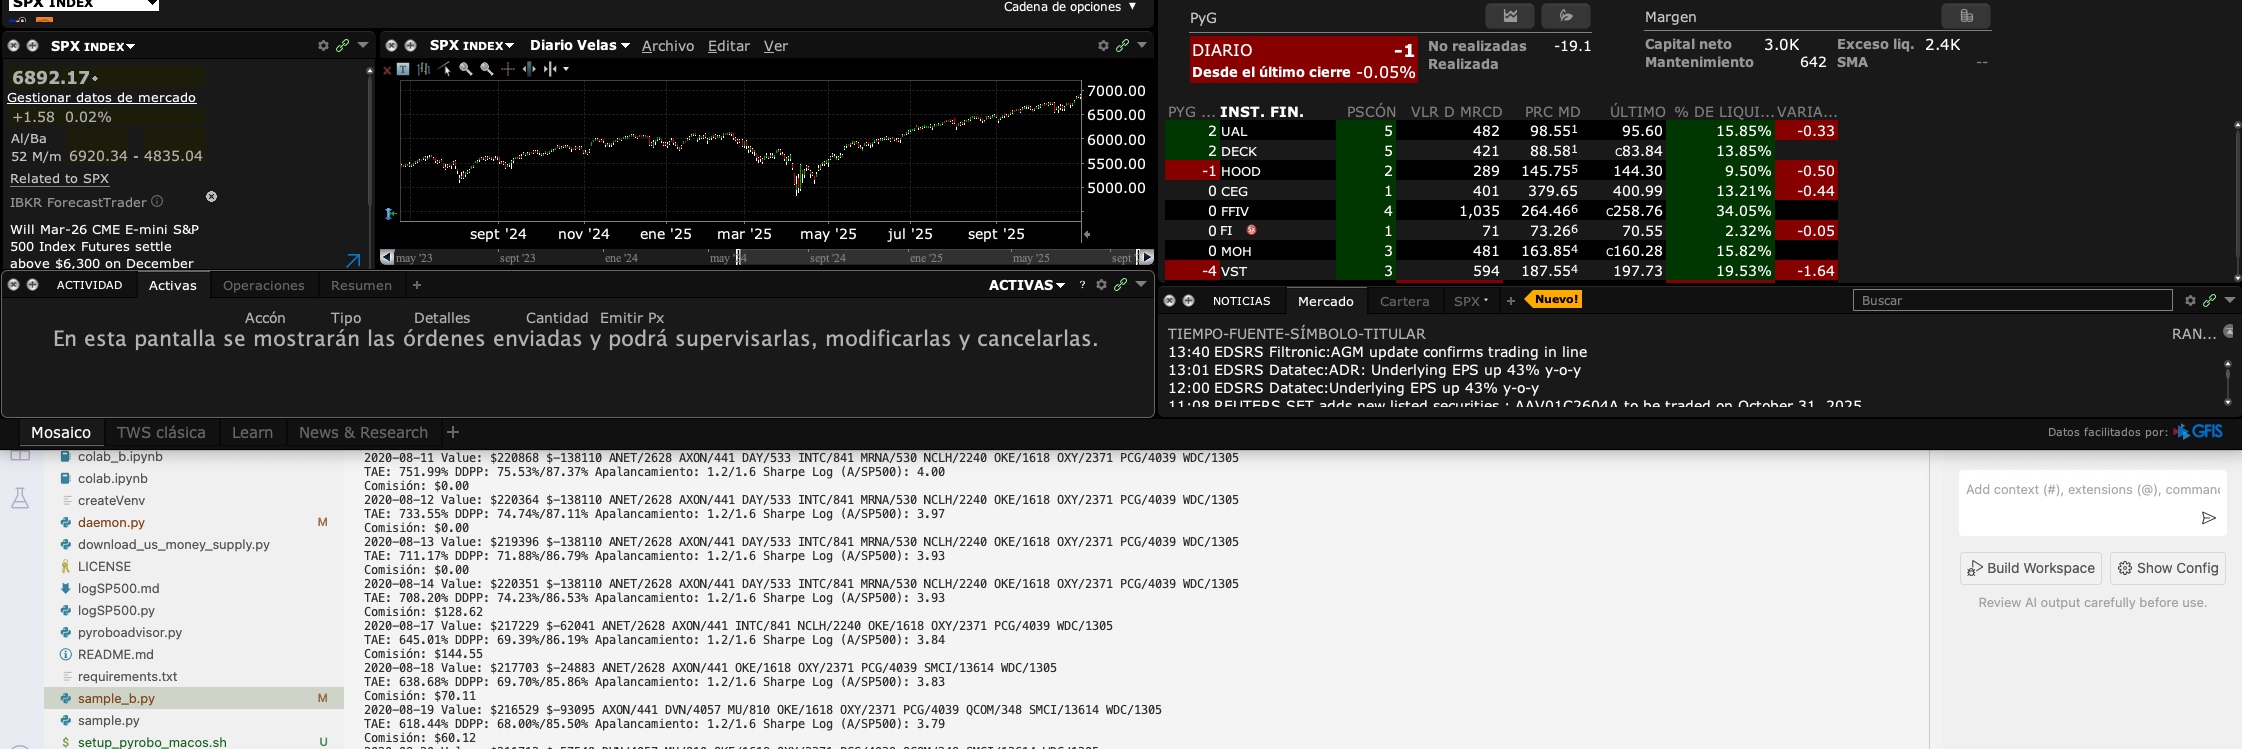 SPX INDEX
Cadena de opciones ▼
SPX INDEX▾
6892.17
Gestionar datos de mercado
+1.58 0.02%
Al/Ba
52 M/m 6920.34 - 4835.04
Related to SPX
IBKR ForecastTrader
Will Mar-26 CME E-mini S&P
500 Index Futures settle
above $6,300 on December
SPX INDEX▾ Diario Velas ▾ Archivo Editar Ver
7000.00
6500.00
6000.00
5500.00
5000.00
sept '24 nov '24 ene '25 mar '25 may '25 jul '25 sept '25
may '23 sept '23 ene '24 may '24 sept '24 ene '25 may '25 sept
ACTIVIDAD Activas Operaciones Resumen +
ACTIVAS▾ ?
Accón Tipo Detalles Cantidad Emitir Px
En esta pantalla se mostrarán las órdenes enviadas y podrá supervisarlas, modificarlas y cancelarlas.
PyG
DIARIO -1
Desde el último cierre -0.05%
No realizadas -19.1
Realizada
Margen
Capital neto 3.0K Exceso liq. 2.4K
Mantenimiento 642 SMA --
PYG ... INST. FIN. PSCÓN VLR D MRCD PRC MD ÚLTIMO % DE LIQUI... VARIA...
2 UAL 5 482 98.551 95.60 15.85% -0.33
2 DECK 5 421 88.581 c83.84 13.85%
-1 HOOD 2 289 145.755 144.30 9.50% -0.50
0 CEG 1 401 379.65 400.99 13.21% -0.44
0 FFIV 4 1,035 264.466 c258.76 34.05%
0 FI 1 71 73.266 70.55 2.32% -0.05
0 MOH 3 481 163.854 c160.28 15.82%
-4 VST 3 594 187.554 197.73 19.53% -1.64
NOTICIAS Mercado Cartera SPX + Nuevo!
Buscar
TIEMPO-FUENTE-SÍMBOLO-TITULAR RAN...
13:40 EDSRS Filtronic:AGM update confirms trading in line
13:01 EDSRS Datatec:ADR: Underlying EPS up 43% y-o-y
12:00 EDSRS Datatec:Underlying EPS up 43% y-o-y
11:08 REUTERS SET adds new listed securities : AAV01C2604A to be traded on October 31, 2025
Mosaico TWS clásica Learn News & Research +
Datos facilitados por: GFIS
colab_b.ipynb
colab.ipynb
createVenv
daemon.py M
download_us_money_supply.py
LICENSE
logSP500.md
logSP500.py
pyroboadvisor.py
README.md
requirements.txt
sample_b.py M
sample.py
setup_pyrobo_macos.sh U
2020-08-11 Value: $220868 $-138110 ANET/2628 AXON/441 DAY/533 INTC/841 MRNA/530 NCLH/2240 OKE/1618 OXY/2371 PCG/4039 WDC/1305
TAE: 751.99% DDPP: 75.53%/87.37% Apalancamiento: 1.2/1.6 Sharpe Log (A/SP500): 4.00
Comisión: $0.00
2020-08-12 Value: $220364 $-138110 ANET/2628 AXON/441 DAY/533 INTC/841 MRNA/530 NCLH/2240 OKE/1618 OXY/2371 PCG/4039 WDC/1305
TAE: 733.55% DDPP: 74.74%/87.11% Apalancamiento: 1.2/1.6 Sharpe Log (A/SP500): 3.97
Comisión: $0.00
2020-08-13 Value: $219396 $-138110 ANET/2628 AXON/441 DAY/533 INTC/841 MRNA/530 NCLH/2240 OKE/1618 OXY/2371 PCG/4039 WDC/1305
TAE: 711.17% DDPP: 71.88%/86.79% Apalancamiento: 1.2/1.6 Sharpe Log (A/SP500): 3.93
Comisión: $0.00
2020-08-14 Value: $220351 $-138110 ANET/2628 AXON/441 DAY/533 INTC/841 MRNA/530 NCLH/2240 OKE/1618 OXY/2371 PCG/4039 WDC/1305
TAE: 708.20% DDPP: 74.23%/86.53% Apalancamiento: 1.2/1.6 Sharpe Log (A/SP500): 3.93
Comisión: $128.62
2020-08-17 Value: $217229 $-62041 ANET/2628 AXON/441 INTC/841 NCLH/2240 OKE/1618 OXY/2371 PCG/4039 WDC/1305
TAE: 645.01% DDPP: 69.39%/86.19% Apalancamiento: 1.2/1.6 Sharpe Log (A/SP500): 3.84
Comisión: $144.55
2020-08-18 Value: $217703 $-24883 ANET/2628 AXON/441 OKE/1618 OXY/2371 PCG/4039 SMCI/13614 WDC/1305
TAE: 638.68% DDPP: 69.70%/85.86% Apalancamiento: 1.2/1.6 Sharpe Log (A/SP500): 3.83
Comisión: $70.11
2020-08-19 Value: $216529 $-93095 AXON/441 DVN/4057 MU/810 OKE/1618 OXY/2371 PCG/4039 QCOM/348 SMCI/13614 WDC/1305
TAE: 618.44% DDPP: 68.00%/85.50% Apalancamiento: 1.2/1.6 Sharpe Log (A/SP500): 3.79
Comisión: $60.12
Add context (#), extensions (@), command
Build Workspace Show Config
Review AI output carefully before use.